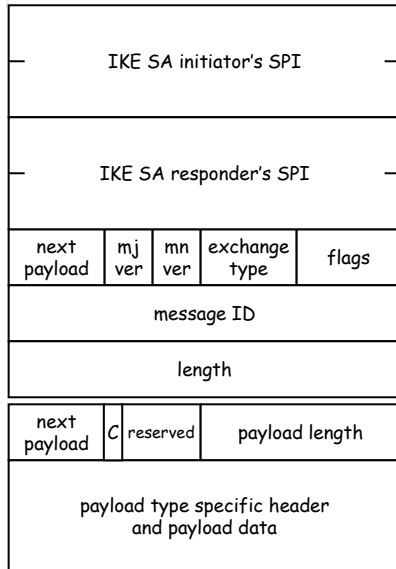 IKE SA initiator's SPI
IKE SA responder's SPI
next payload mj ver mn ver exchange type flags
message ID
length
next payload C reserved payload length
payload type specific header
and payload data